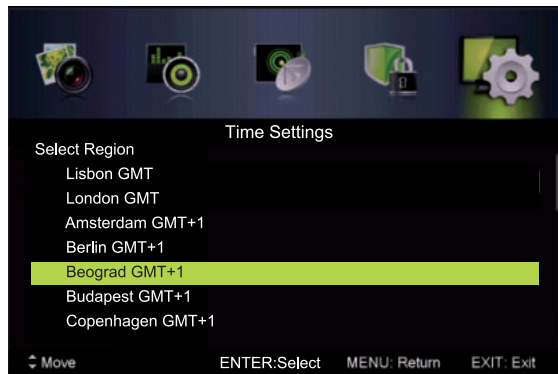 Time Settings
Select Region
Lisbon GMT
London GMT
Amsterdam GMT+1
Berlin GMT+1
Beograd GMT+1
Budapest GMT+1
Copenhagen GMT+1
Move ENTER:Select MENU: Return EXIT: Exit